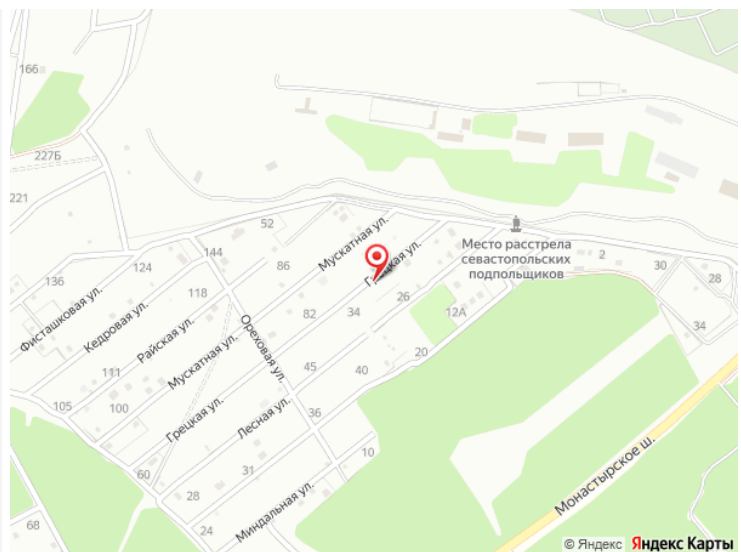 166
227Б
221
52
Мускатная ул.
144
86
Грецкая ул.
Место расстрела
севастопольских
подпольщиков
2
30
28
136
124
118
Фисташковая ул.
Кедровая ул.
Райская ул.
82
34
26
12А
34
Ореховая ул.
Мускатная ул.
111
45
40
20
105
100
Грецкая ул.
Лесная ул.
36
10
60
31
28
24
68
Миндальная ул.
Монастырское ш.
© Яндекс Яндекс Карты